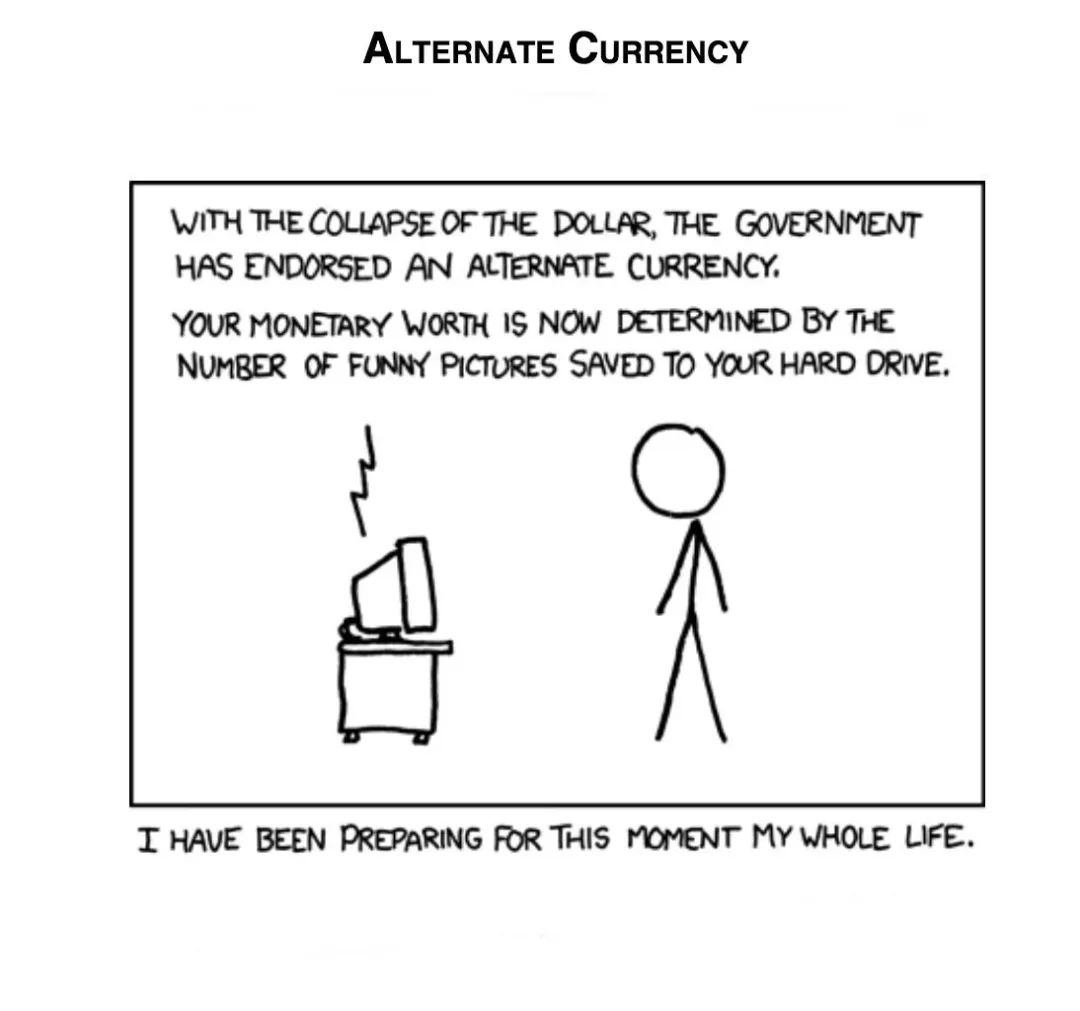 ALTERNATE CURRENCY
WITH THE COLLAPSE OF THE DOLLAR, THE GOVERNMENT
HAS ENDORSED AN ALTERNATE CURRENCY.
YOUR MONETARY WORTH IS NOW DETERMINED BY THE
NUMBER OF FUNNY PICTURES SAVED TO YOUR HARD DRIVE.
I HAVE BEEN PREPARING FOR THIS MOMENT MY WHOLE LIFE.